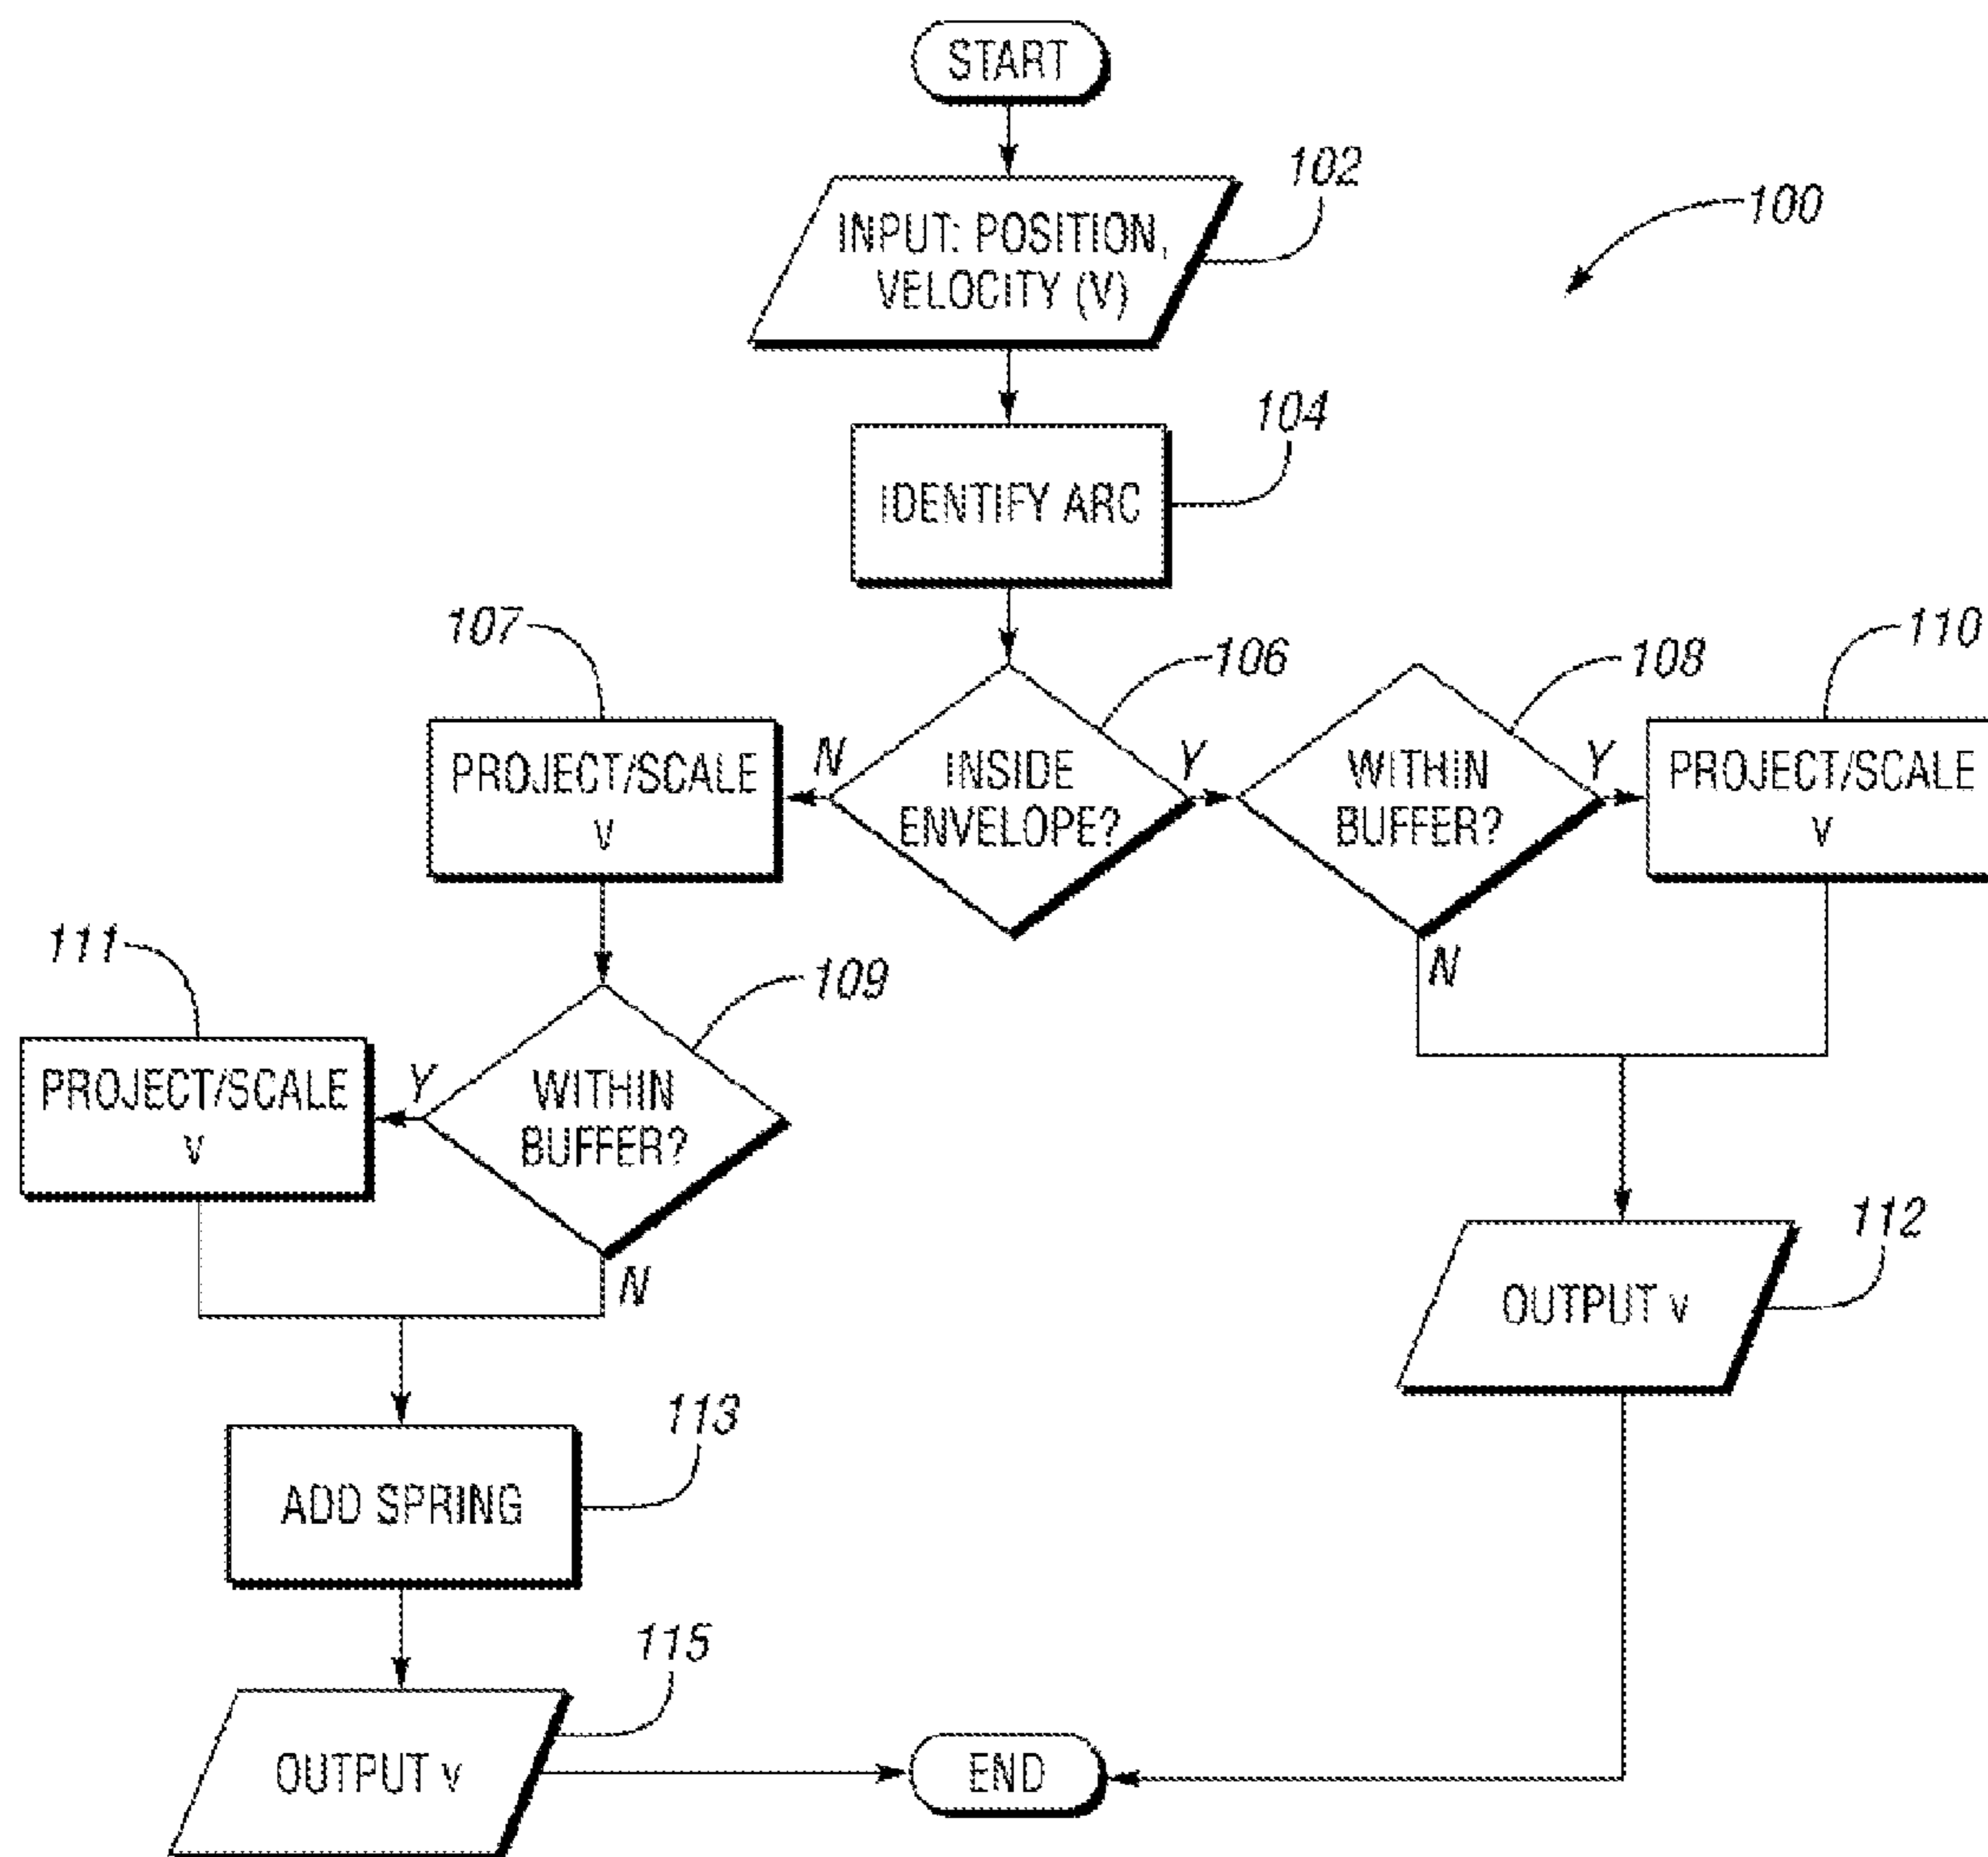 START
102
100
INPUT: POSITION,
VELOCITY (V)
104
IDENTIFY ARC
107
106
108
110
PROJECT/SCALE
v
N
INSIDE
ENVELOPE?
Y
WITHIN
BUFFER?
Y
PROJECT/SCALE
v
N
111
109
PROJECT/SCALE
v
Y
WITHIN
BUFFER?
N
112
OUTPUT v
113
ADD SPRING
115
OUTPUT v
END